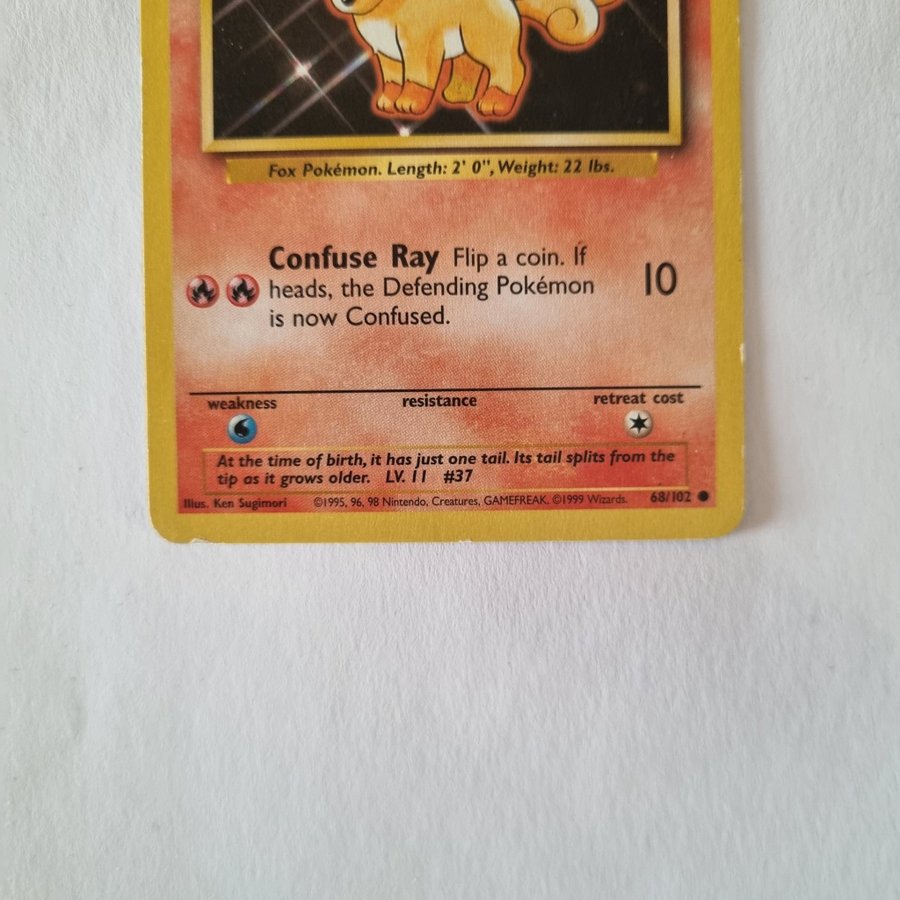 Fox Pokémon. Length: 2' 0", Weight: 22 lbs.
Confuse Ray Flip a coin. If
heads, the Defending Pokémon
is now Confused.
10
weakness resistance retreat cost
At the time of birth, it has just one tail. Its tail splits from the
tip as it grows older. LV. 11 #37
Illus. Ken Sugimori ©1995, 96, 98 Nintendo, Creatures, GAMEFREAK. ©1999 Wizards. 68/102